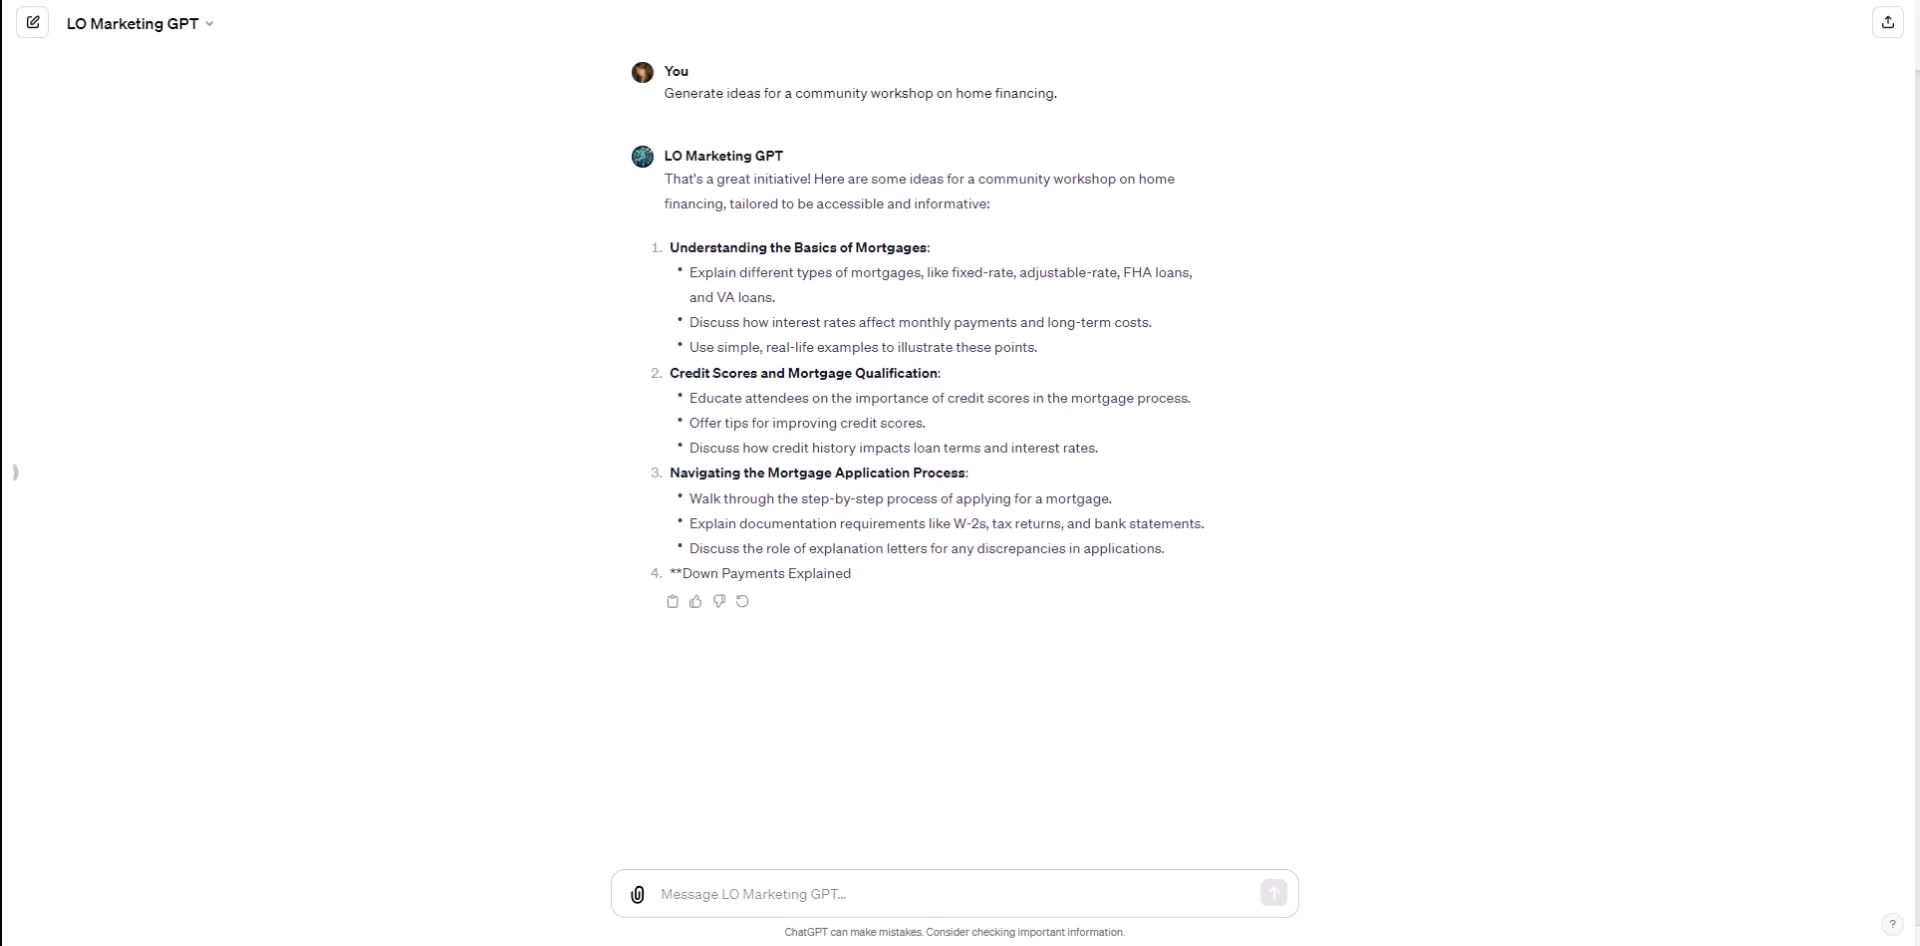 LO Marketing GPT
You
Generate ideas for a community workshop on home financing.
LO Marketing GPT
That's a great initiative! Here are some ideas for a community workshop on home
financing, tailored to be accessible and informative:
1. Understanding the Basics of Mortgages:
• Explain different types of mortgages, like fixed-rate, adjustable-rate, FHA loans,
and VA loans.
• Discuss how interest rates affect monthly payments and long-term costs.
• Use simple, real-life examples to illustrate these points.
2. Credit Scores and Mortgage Qualification:
• Educate attendees on the importance of credit scores in the mortgage process.
• Offer tips for improving credit scores.
• Discuss how credit history impacts loan terms and interest rates.
3. Navigating the Mortgage Application Process:
• Walk through the step-by-step process of applying for a mortgage.
• Explain documentation requirements like W-2s, tax returns, and bank statements.
• Discuss the role of explanation letters for any discrepancies in applications.
4. **Down Payments Explained
Message LO Marketing GPT...
ChatGPT can make mistakes. Consider checking important information.
?